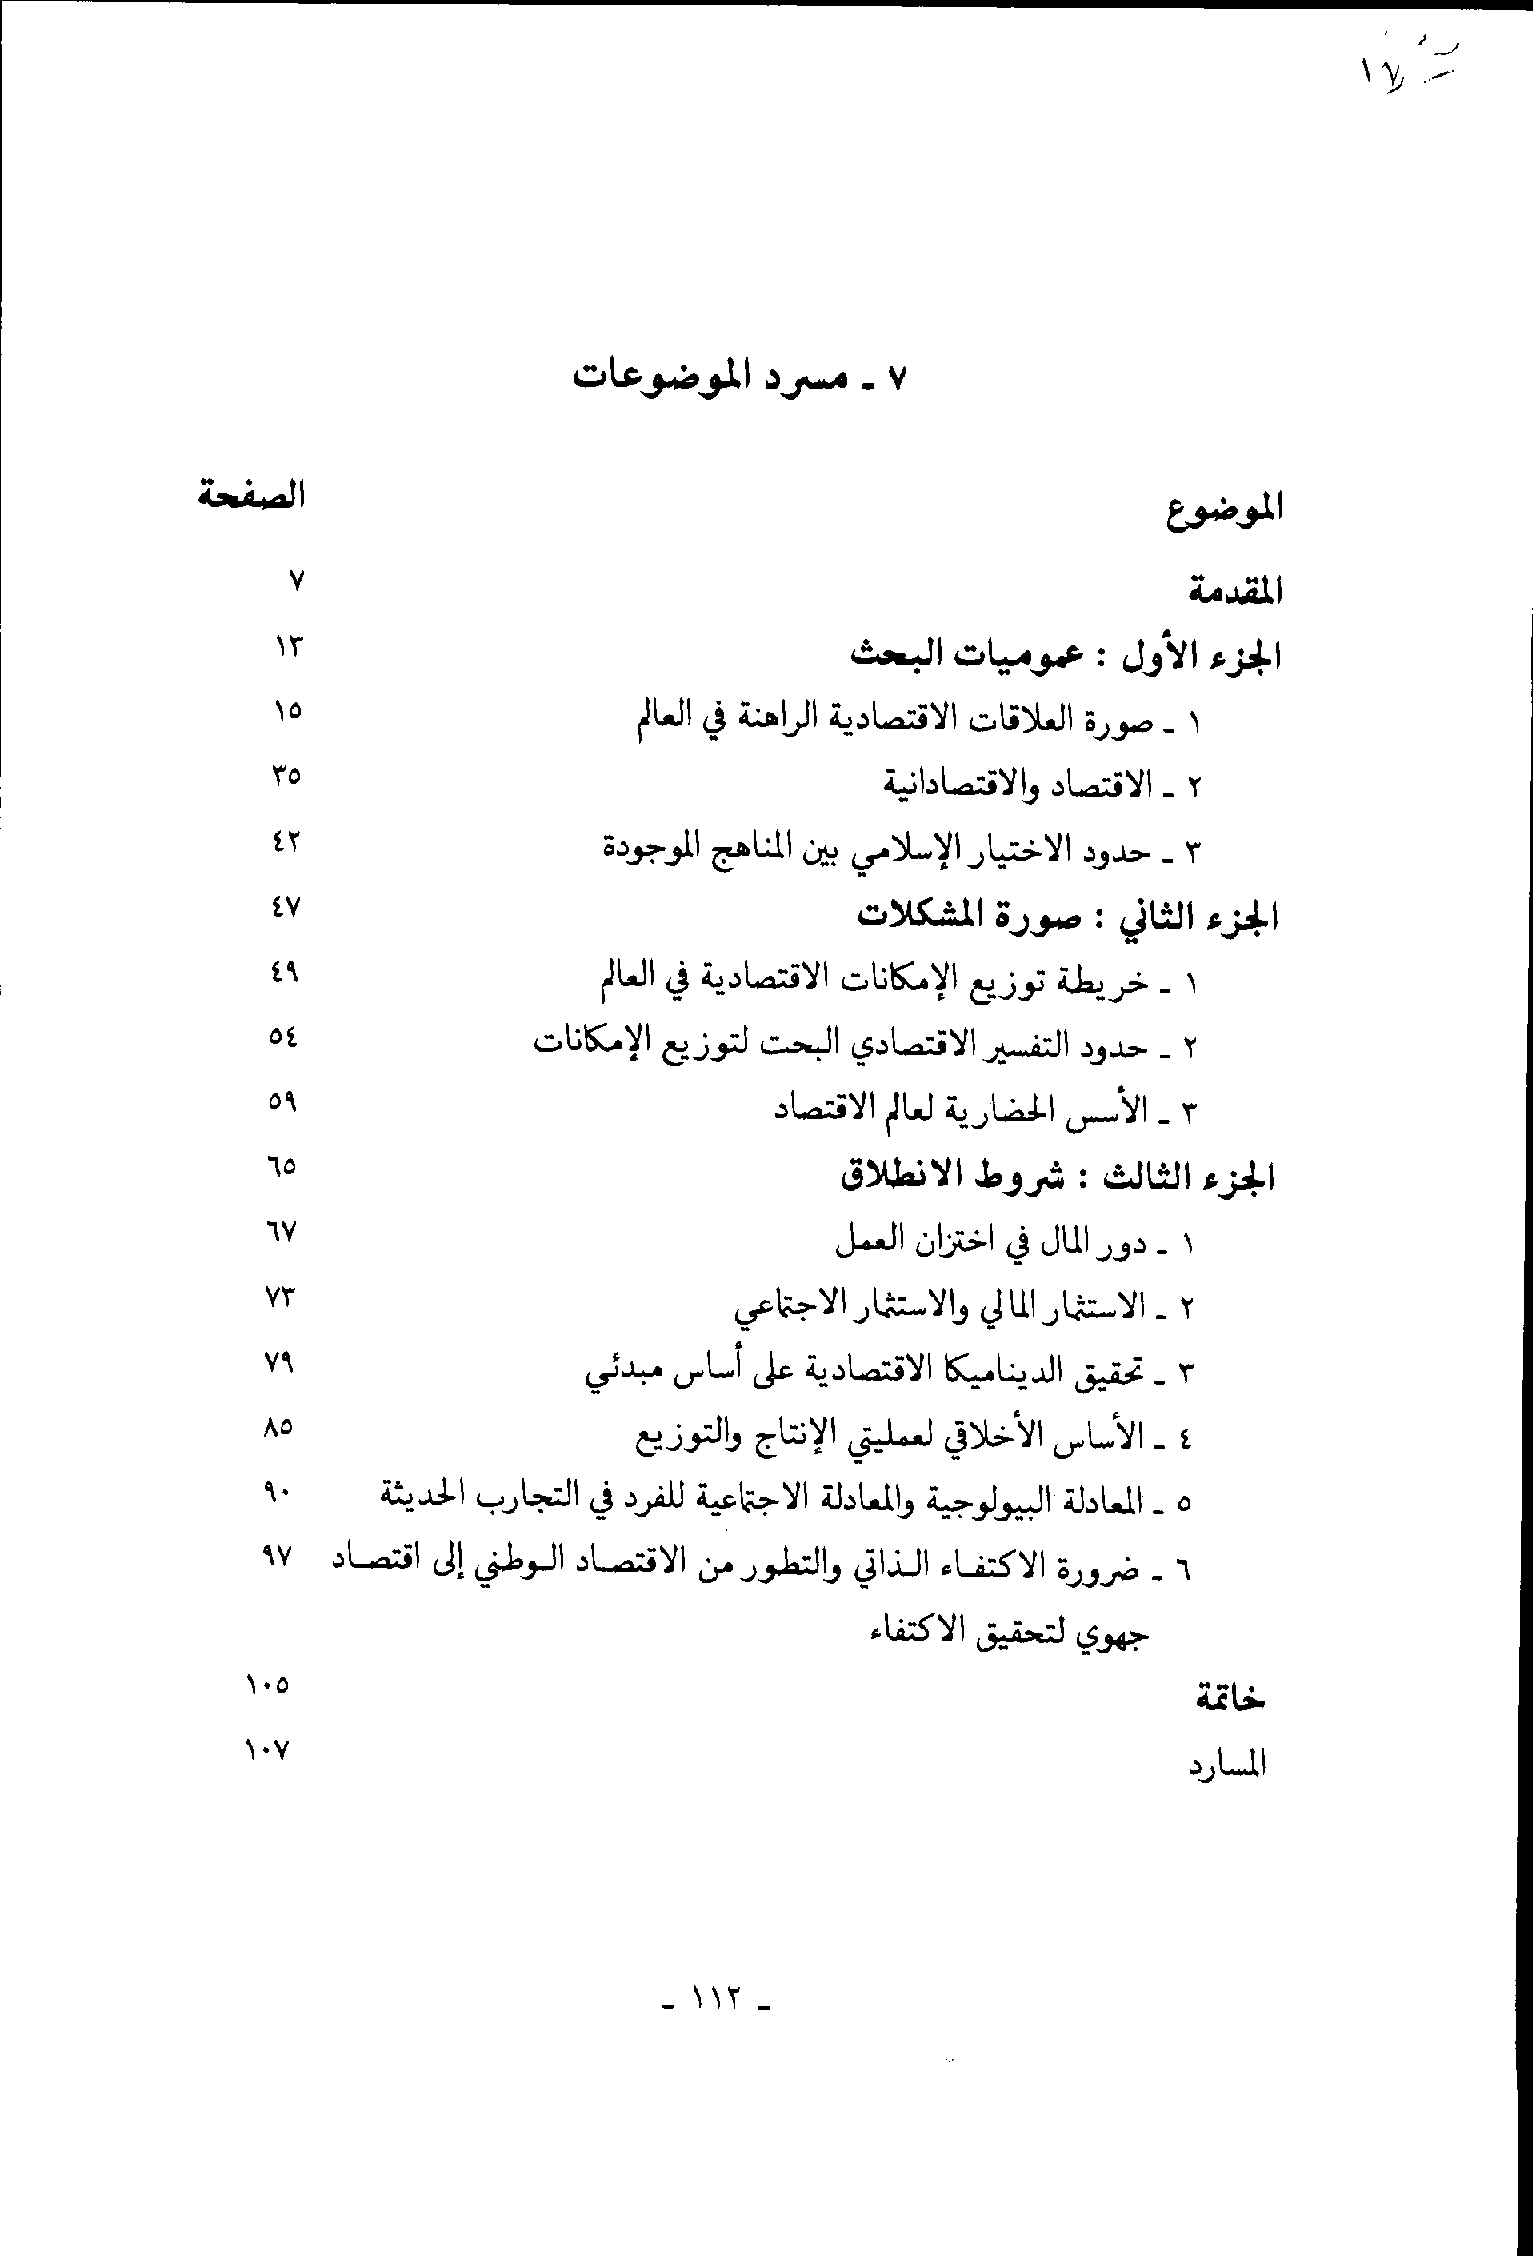 ٧ ـ مسرد الموضوعات
الموضوع الصفحة
المقدمة ٧
الجزء الأول : عموميات البحث ١٣
١ ـ صورة العلاقات الاقتصادية الراهنة في العالم ١٥
٢ ـ الاقتصاد والاقتصادانية ٣٥
٣ ـ حدود الاختيار الإسلامي بين المناهج الموجودة ٤٢
الجزء الثاني : صورة المشكلات ٤٧
١ ـ خريطة توزيع الإمكانات الاقتصادية في العالم ٤٩
٢ ـ حدود التفسير الاقتصادي البحت لتوزيع الإمكانات ٥٤
٣ ـ الأسس الحضارية لعالم الاقتصاد ٥٩
الجزء الثالث : شروط الانطلاق ٦٥
١ ـ دور المال في اختزان العمل ٦٧
٢ ـ الاستثمار المالي والاستثمار الاجتماعي ٧٣
٣ ـ تحقيق الديناميكا الاقتصادية على أساس مبدئي ٧٩
٤ ـ الأساس الأخلاقي لعمليتي الإنتاج والتوزيع ٨٥
٥ ـ المعادلة البيولوجية والمعادلة الاجتماعية للفرد في التجارب الحديثة ٩٠
٦ ـ ضرورة الاكتفاء الذاتي والتطور من الاقتصاد الوطني إلى اقتصاد ٩٧
جهوي لتحقيق الاكتفاء
خاتمة ١٠٥
المسارد ١٠٧
ـ ١١٢ ـ